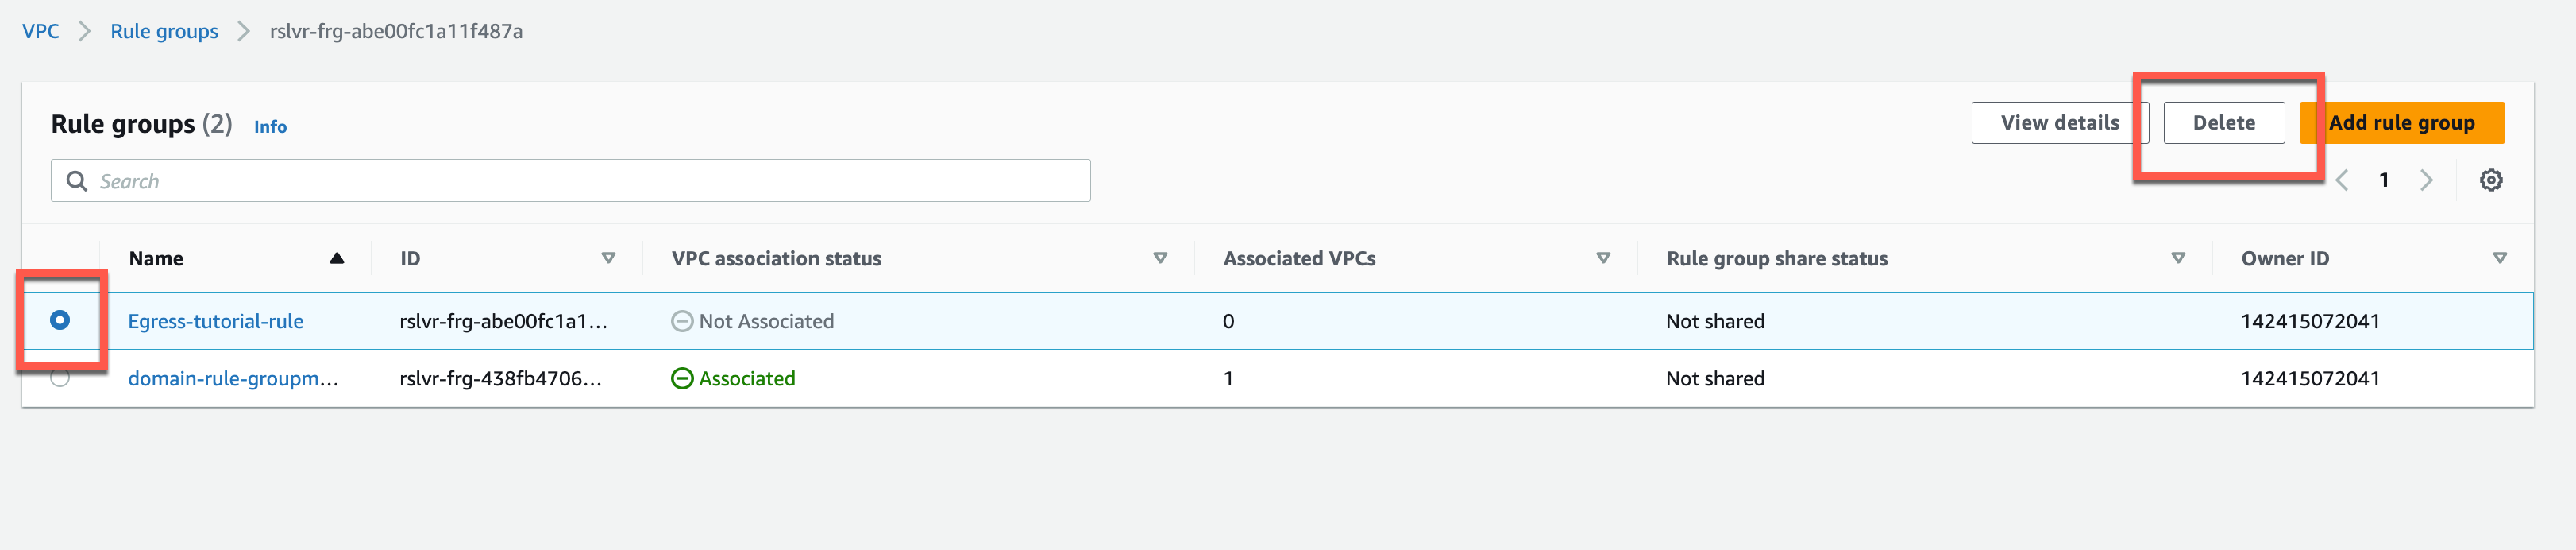 VPC Rule groups rslvr-frg-abe00fc1a11f487a
Rule groups (2) Info View details Delete Add rule group
Search 1
Name ID VPC association status Associated VPCs Rule group share status Owner ID
Egress-tutorial-rule rslvr-frg-abe00fc1a1... Not Associated 0 Not shared 142415072041
domain-rule-groupm... rslvr-frg-438fb4706... Associated 1 Not shared 142415072041